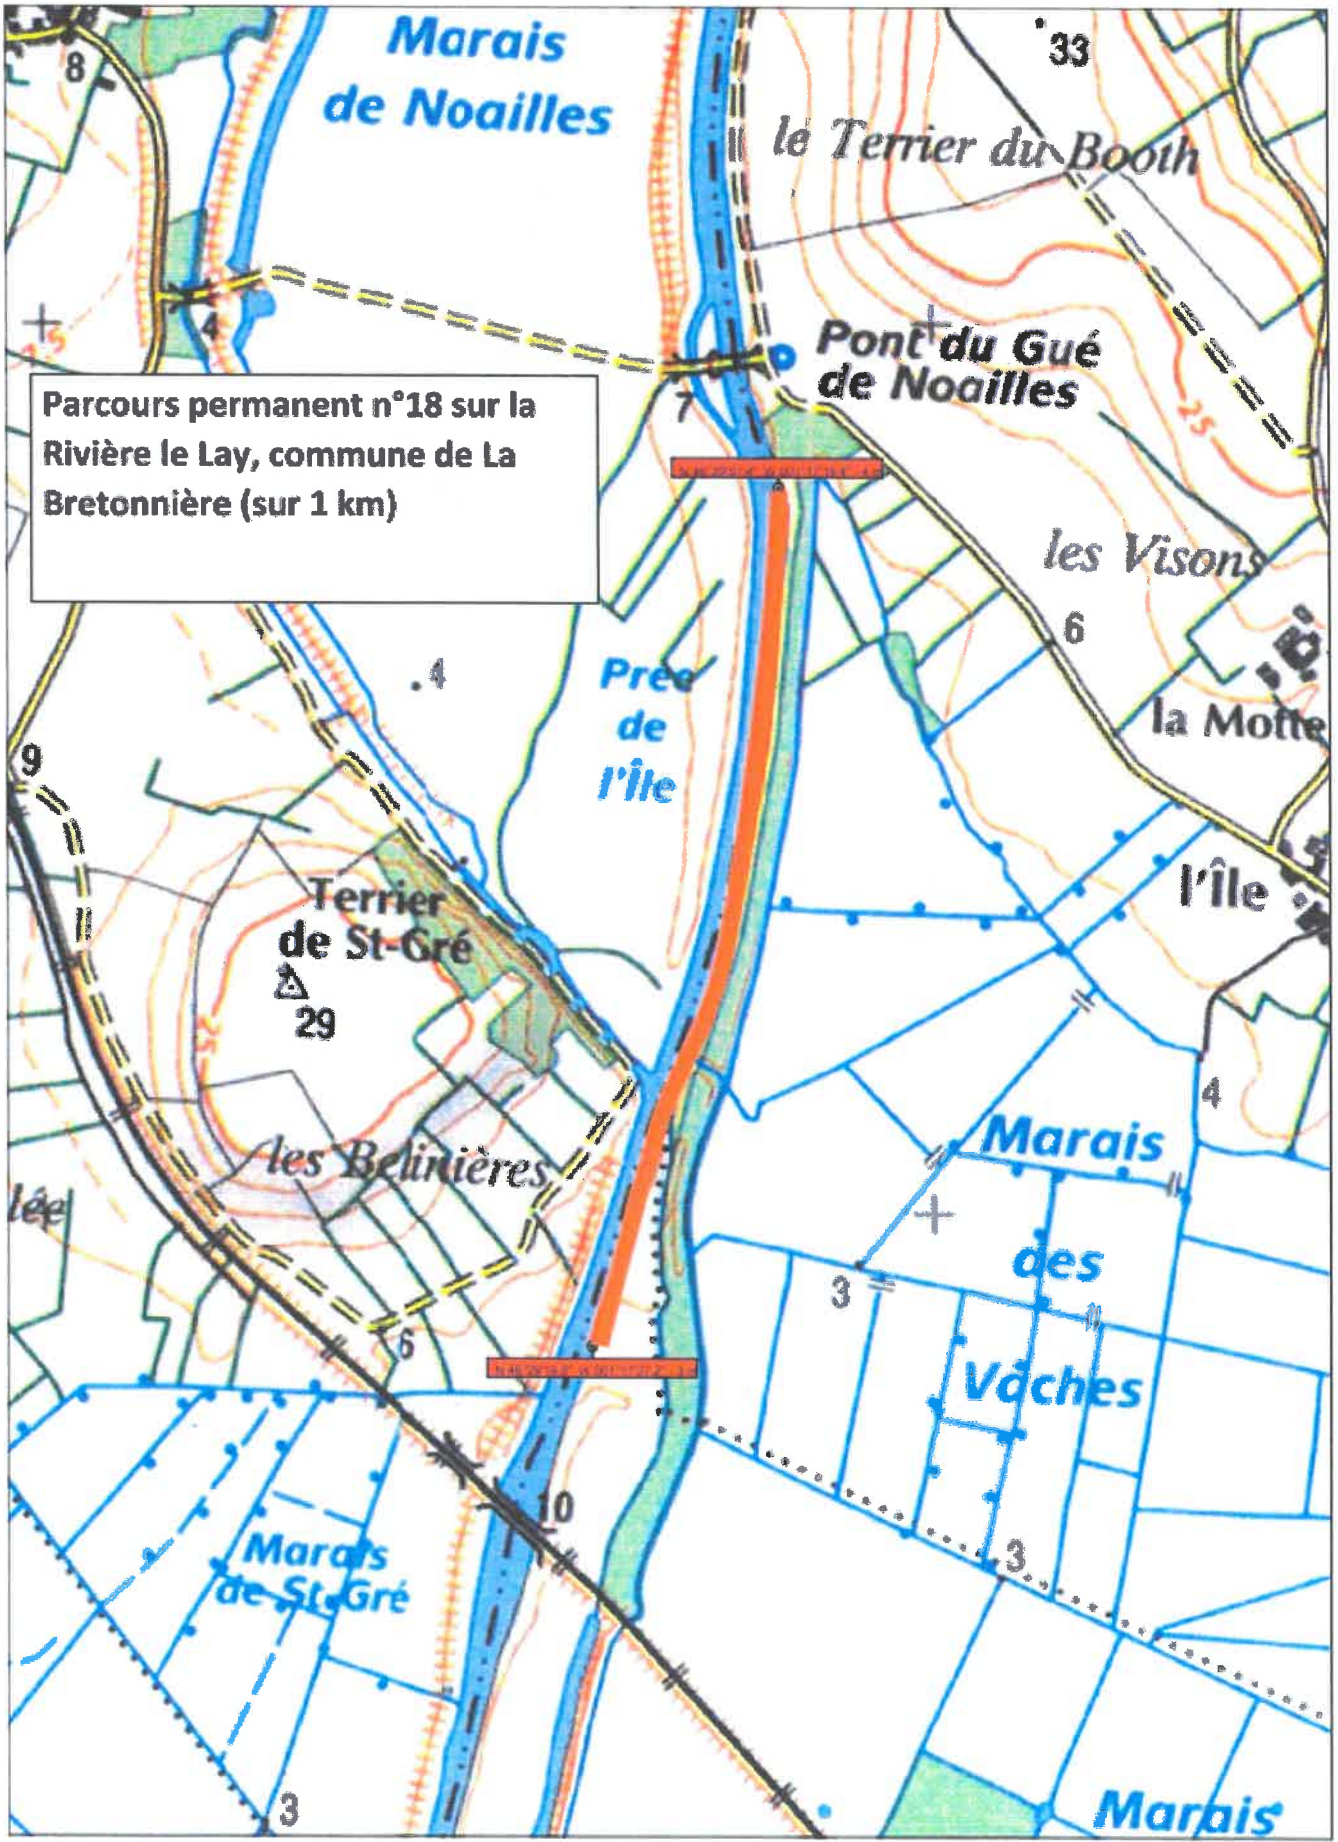 Marais
de Noailles
33
8
le Terrier du Booth
4
Pont du Gué
de Noailles
7
25
Parcours permanent n°18 sur la
Rivière le Lay, commune de La
Bretonnière (sur 1 km)
les Visons
6
4
Prée
de
l'Île
la Motte
9
l'Île
Terrier
de St-Gré
29
25
4
Marais
les Belinières
lée
des
3
6
Vaches
10
Marais
de St-Gré
3
3
Marais